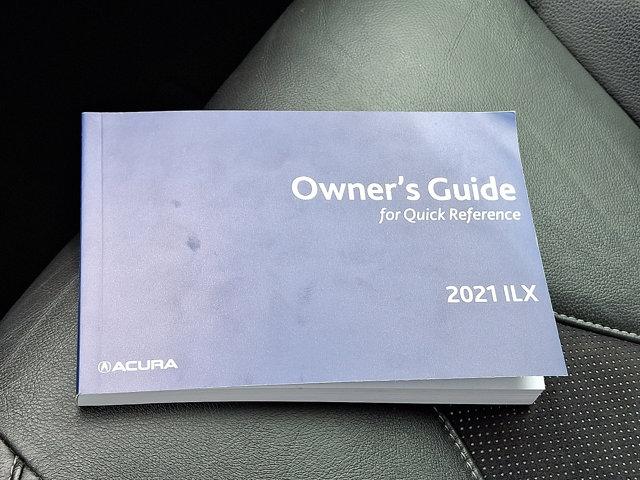 Owner's Guide
for Quick Reference
2021 ILX
ACURA